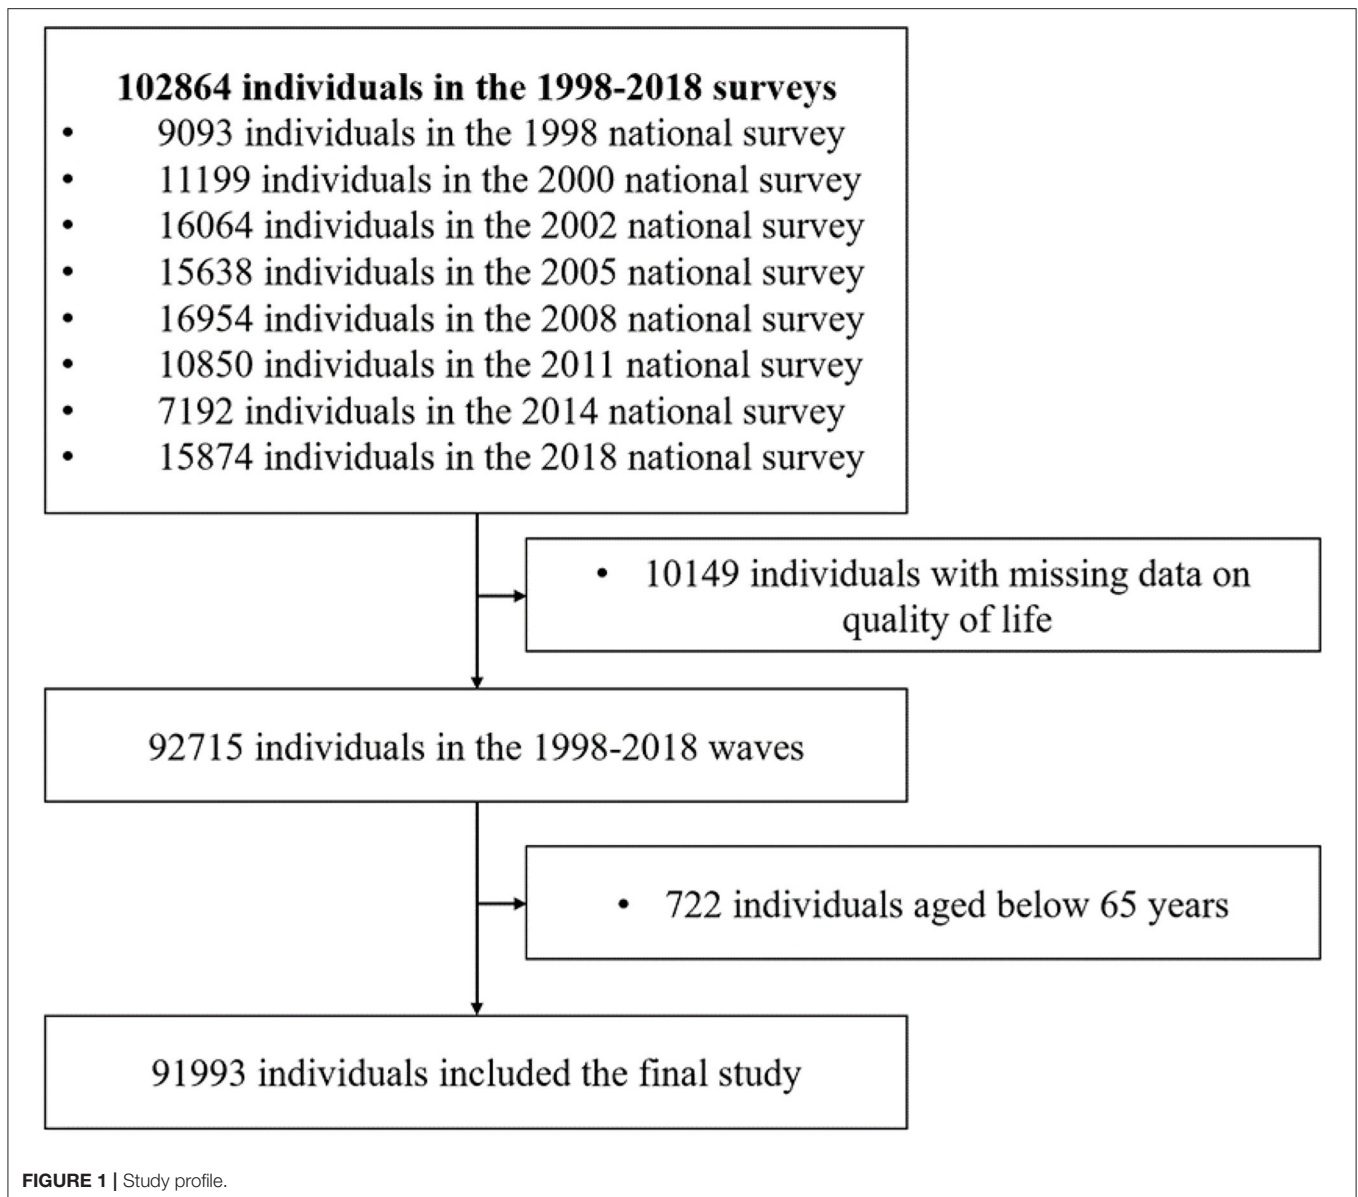 102864 individuals in the 1998-2018 surveys
• 9093 individuals in the 1998 national survey
• 11199 individuals in the 2000 national survey
• 16064 individuals in the 2002 national survey
• 15638 individuals in the 2005 national survey
• 16954 individuals in the 2008 national survey
• 10850 individuals in the 2011 national survey
• 7192 individuals in the 2014 national survey
• 15874 individuals in the 2018 national survey
• 10149 individuals with missing data on
quality of life
92715 individuals in the 1998-2018 waves
• 722 individuals aged below 65 years
91993 individuals included the final study
FIGURE 1 | Study profile.